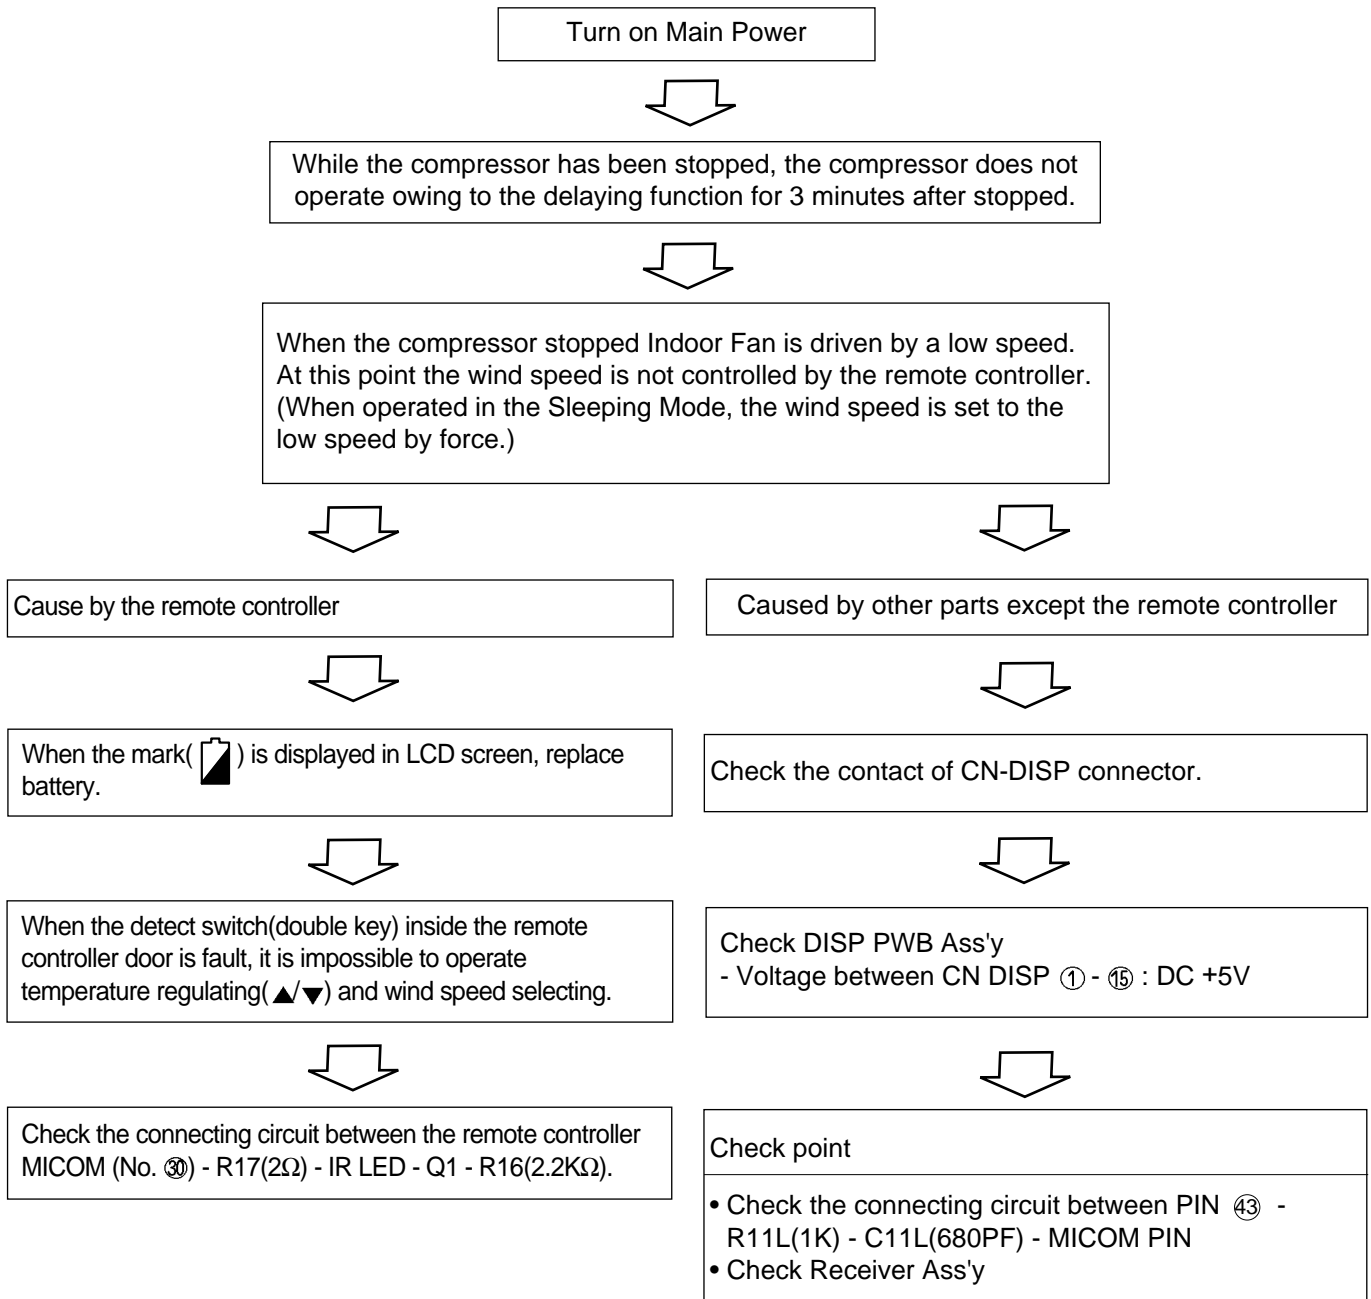 Turn on Main Power
While the compressor has been stopped, the compressor does not
operate owing to the delaying function for 3 minutes after stopped.
When the compressor stopped Indoor Fan is driven by a low speed.
At this point the wind speed is not controlled by the remote controller.
(When operated in the Sleeping Mode, the wind speed is set to the
low speed by force.)
Cause by the remote controller
When the mark( ) is displayed in LCD screen, replace
battery.
When the detect switch(double key) inside the remote
controller door is fault, it is impossible to operate
temperature regulating(▲/▼) and wind speed selecting.
Check the connecting circuit between the remote controller
MICOM (No. ㉚) - R17(2Ω) - IR LED - Q1 - R16(2.2KΩ).
Caused by other parts except the remote controller
Check the contact of CN-DISP connector.
Check DISP PWB Ass'y
- Voltage between CN DISP ① - ⑮ : DC +5V
Check point
• Check the connecting circuit between PIN ㊸ -
R11L(1K) - C11L(680PF) - MICOM PIN
• Check Receiver Ass'y